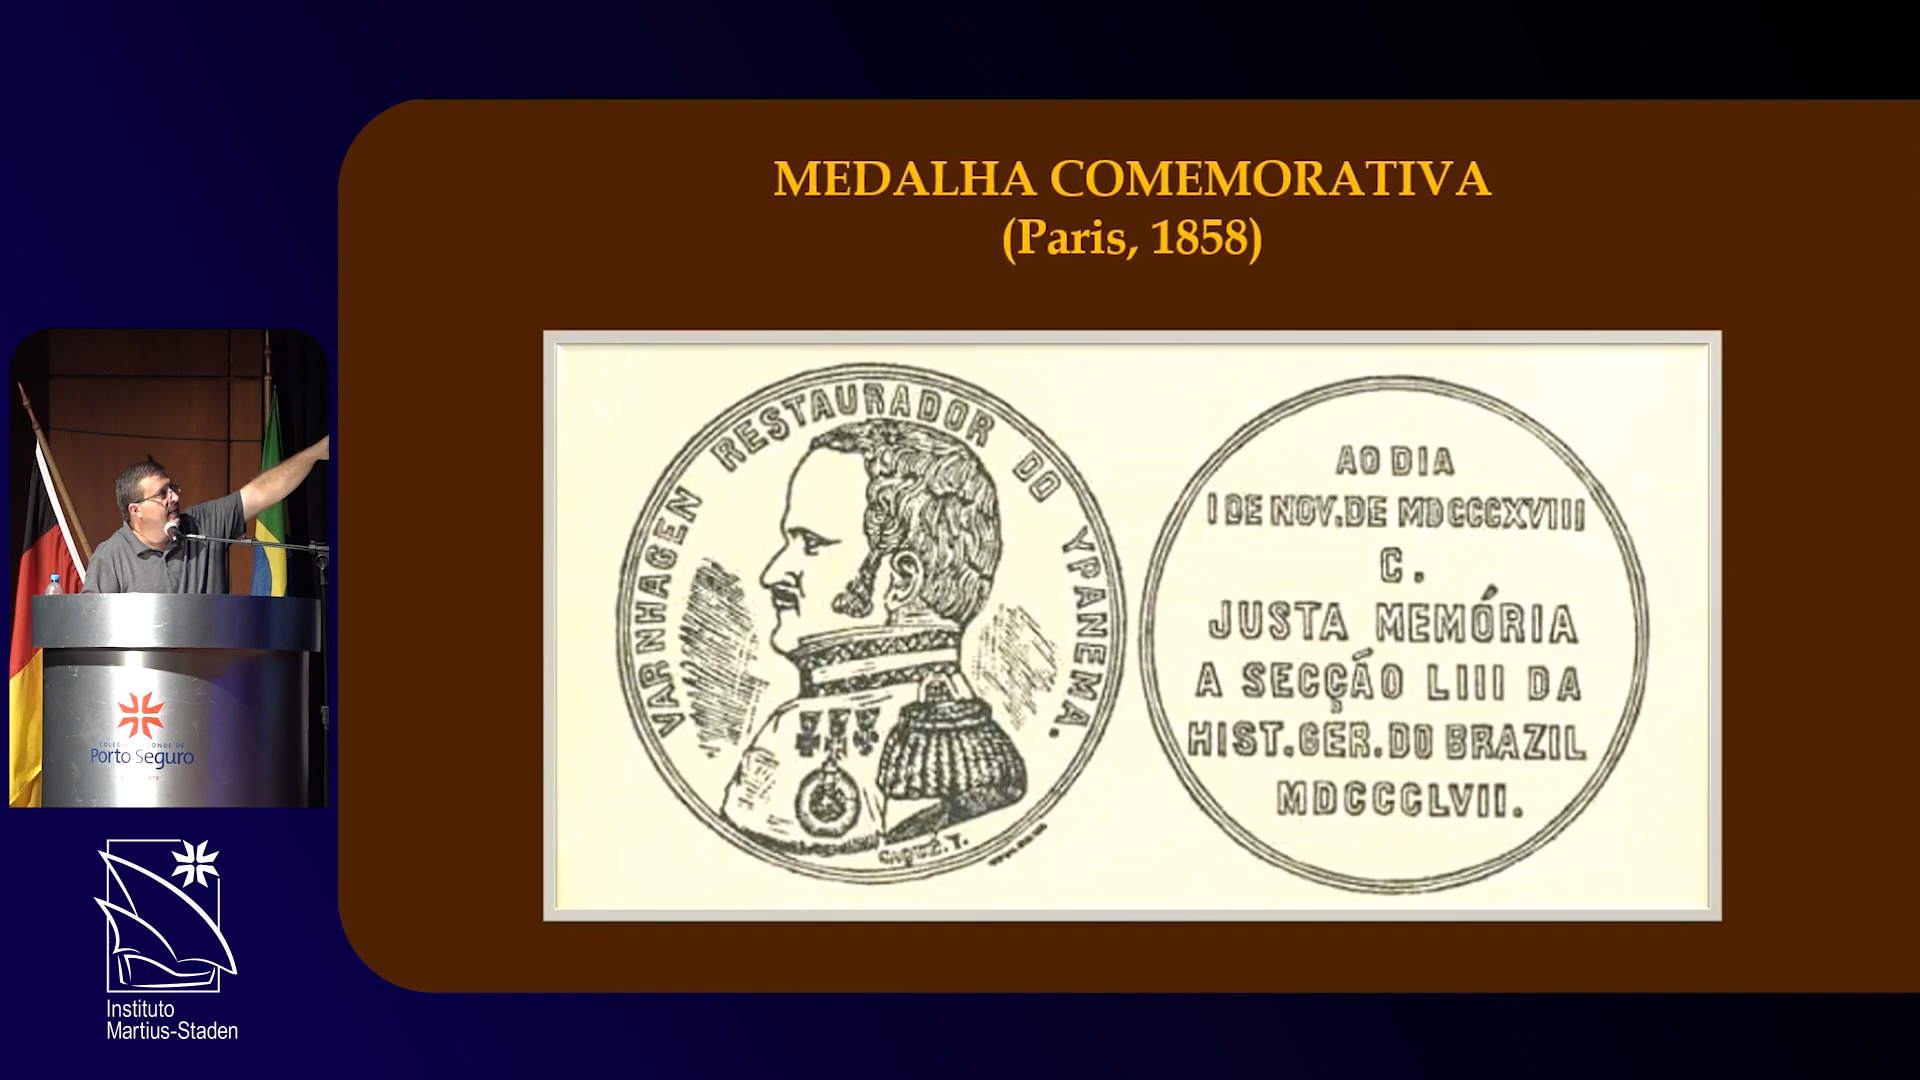 MEDALHA COMEMORATIVA
(Paris, 1858)
VARNHAGEN RESTAURADOR DO YPANEMA.
AO DIA
I DE NOV. DE MDCCCXVIII
C.
JUSTA MEMÓRIA
A SECÇÃO LIII DA
HIST. GER. DO BRAZIL
MDCCCLVII.
Porto Seguro
Instituto
Martius-Staden